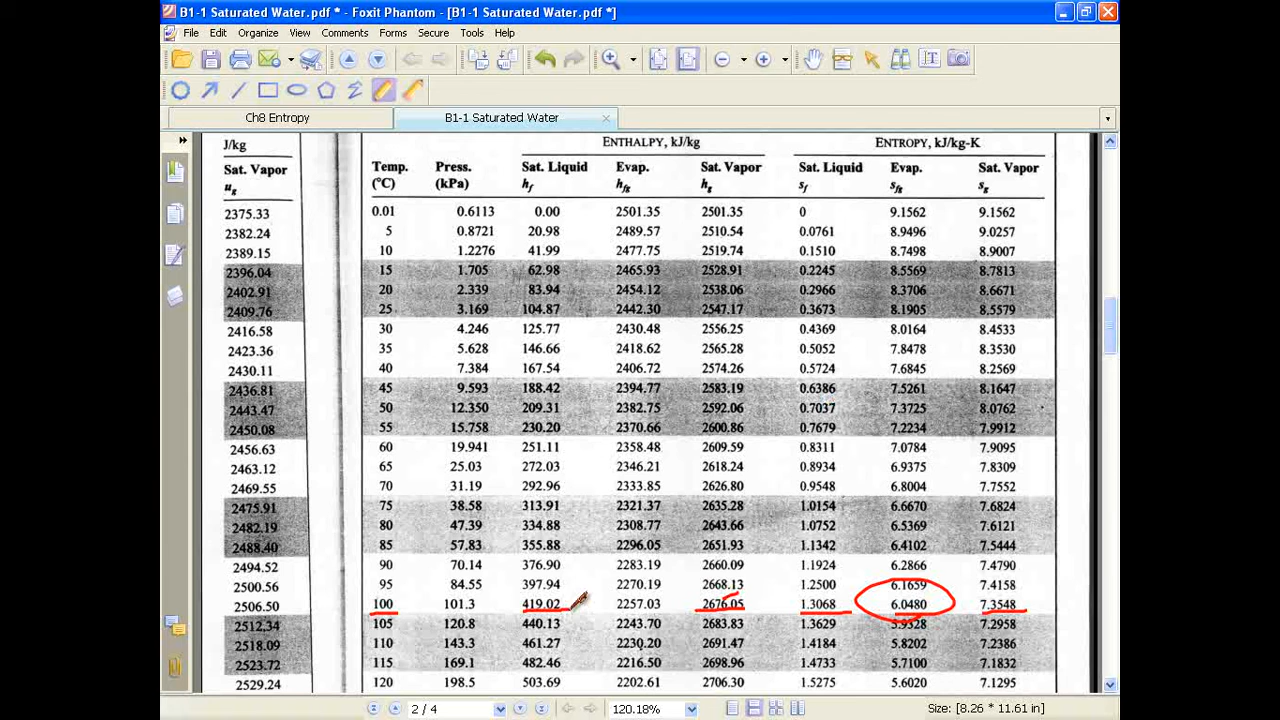 B1-1 Saturated Water.pdf * - Foxit Phantom - [B1-1 Saturated Water.pdf *]
File Edit Organize View Comments Forms Secure Tools Help
Ch8 Entropy B1-1 Saturated Water
J/kg ENTHALPY, kJ/kg ENTROPY, kJ/kg-K
Sat. Vapor Temp. Press. Sat. Liquid Evap. Sat. Vapor Sat. Liquid Evap. Sat. Vapor
ug (°C) (kPa) hf hfg hg sf sfg sg
2375.33 0.01 0.6113 0.00 2501.35 2501.35 0 9.1562 9.1562
2382.24 5 0.8721 20.98 2489.57 2510.54 0.0761 8.9496 9.0257
2389.15 10 1.2276 41.99 2477.75 2519.74 0.1510 8.7498 8.9007
2396.04 15 1.705 62.98 2465.93 2528.91 0.2245 8.5569 8.7813
2402.91 20 2.339 83.94 2454.12 2538.06 0.2966 8.3706 8.6671
2409.76 25 3.169 104.87 2442.30 2547.17 0.3673 8.1905 8.5579
2416.58 30 4.246 125.77 2430.48 2556.25 0.4369 8.0164 8.4533
2423.36 35 5.628 146.66 2418.62 2565.28 0.5052 7.8478 8.3530
2430.11 40 7.384 167.54 2406.72 2574.26 0.5724 7.6845 8.2569
2436.81 45 9.593 188.42 2394.77 2583.19 0.6386 7.5261 8.1647
2443.47 50 12.350 209.31 2382.75 2592.06 0.7037 7.3725 8.0762
2450.08 55 15.758 230.20 2370.66 2600.86 0.7679 7.2234 7.9912
2456.63 60 19.941 251.11 2358.48 2609.59 0.8311 7.0784 7.9095
2463.12 65 25.03 272.03 2346.21 2618.24 0.8934 6.9375 7.8309
2469.55 70 31.19 292.96 2333.85 2626.80 0.9548 6.8004 7.7552
2475.91 75 38.58 313.91 2321.37 2635.28 1.0154 6.6670 7.6824
2482.19 80 47.39 334.88 2308.77 2643.66 1.0752 6.5369 7.6121
2488.40 85 57.83 355.88 2296.05 2651.93 1.1342 6.4102 7.5444
2494.52 90 70.14 376.90 2283.19 2660.09 1.1924 6.2866 7.4790
2500.56 95 84.55 397.94 2270.19 2668.13 1.2500 6.1659 7.4158
2506.50 100 101.3 419.02 2257.03 2676.05 1.3068 6.0480 7.3548
2512.34 105 120.8 440.13 2243.70 2683.83 1.3629 5.9328 7.2958
2518.09 110 143.3 461.27 2230.20 2691.47 1.4184 5.8202 7.2386
2523.72 115 169.1 482.46 2216.50 2698.96 1.4733 5.7100 7.1832
2529.24 120 198.5 503.69 2202.61 2706.30 1.5275 5.6020 7.1295
2 / 4 120.18% Size: [8.26 * 11.61 in]